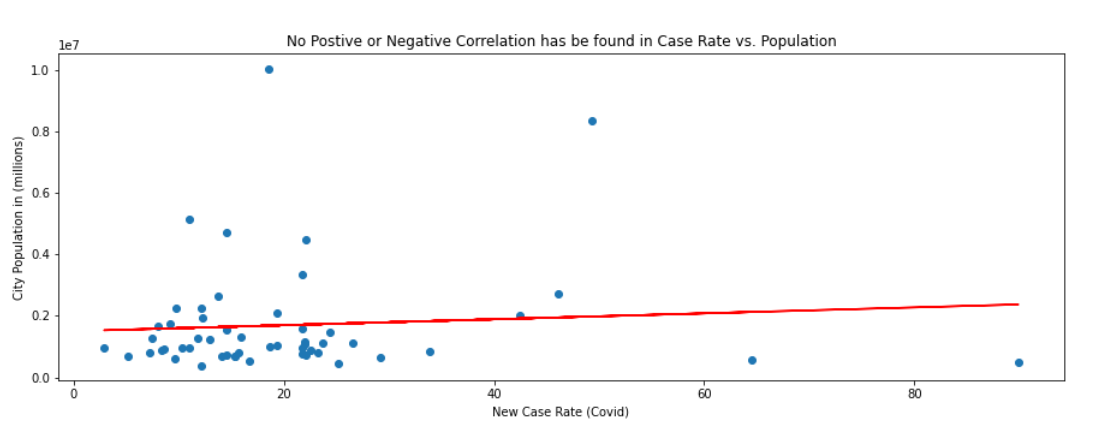 No Postive or Negative Correlation has be found in Case Rate vs. Population
1e7
1.0
0.8
0.6
0.4
0.2
0.0
City Population in (millions)
0 20 40 60 80
New Case Rate (Covid)